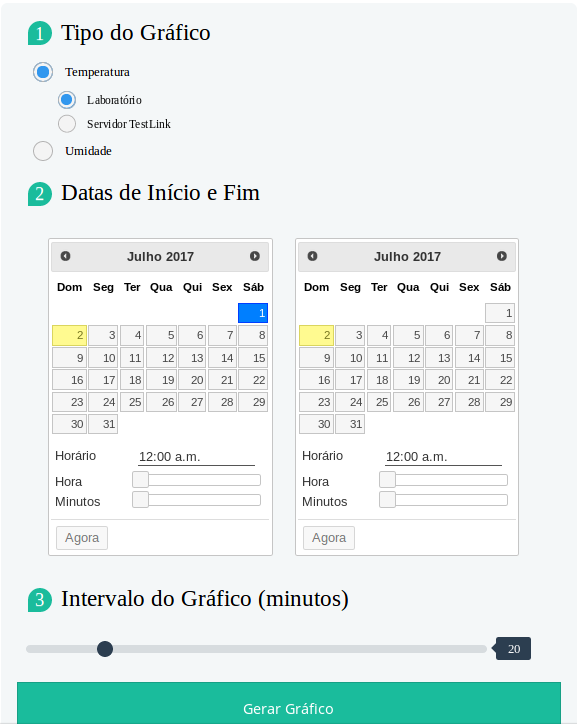 1 Tipo do Gráfico
Temperatura
Laboratório
Servidor TestLink
Umidade
2 Datas de Início e Fim
Julho 2017
Dom Seg Ter Qua Qui Sex Sáb
1
2 3 4 5 6 7 8
9 10 11 12 13 14 15
16 17 18 19 20 21 22
23 24 25 26 27 28 29
30 31
Horário 12:00 a.m.
Hora
Minutos
Agora
Julho 2017
Dom Seg Ter Qua Qui Sex Sáb
1
2 3 4 5 6 7 8
9 10 11 12 13 14 15
16 17 18 19 20 21 22
23 24 25 26 27 28 29
30 31
Horário 12:00 a.m.
Hora
Minutos
Agora
3 Intervalo do Gráfico (minutos)
20
Gerar Gráfico